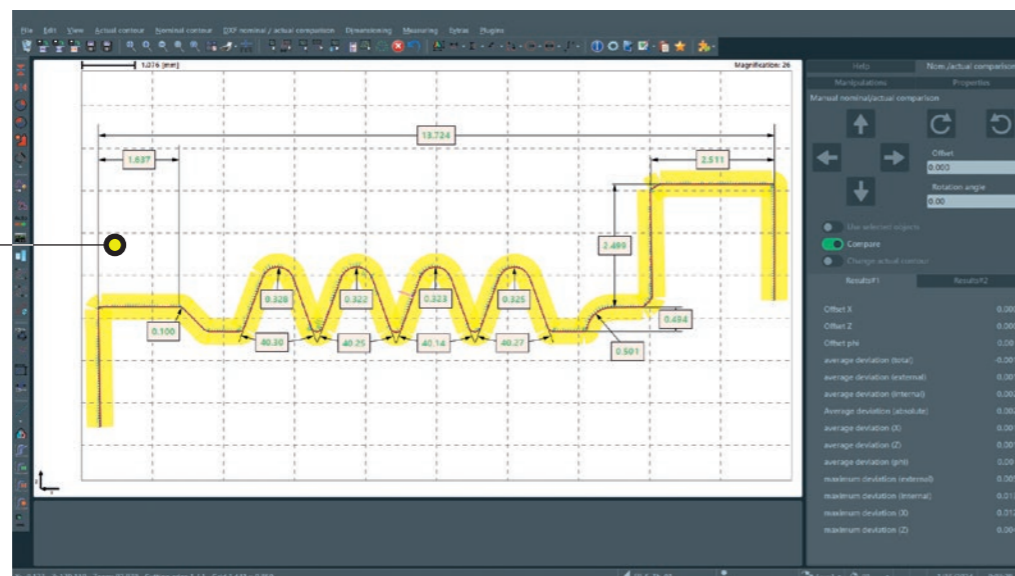 File Edit View Actual contour Nominal contour DXF nominal / actual comparison Dimensioning Measuring Sytrax Plugins
1.076 [mm]
Magnification: 26
Help Nom./actual comparison
Manipulations Properties
Manual nominal/actual comparison
13.724
1.637
2.511
Offset
0.000
Rotation angle
0.00
Use selected objects
Compare
Change actual contour
2.499
0.328
0.322
0.323
0.325
0.100
40.30
40.25
40.14
40.27
0.501
0.494
Results#1 Results#2
Offset X
Offset Z
Offset phi
average deviation (total)
average deviation (external)
average deviation (internal)
Average deviation (absolute)
average deviation (X)
average deviation (Z)
average deviation (phi)
maximum deviation (external)
maximum deviation (internal)
maximum deviation (X)
maximum deviation (Z)